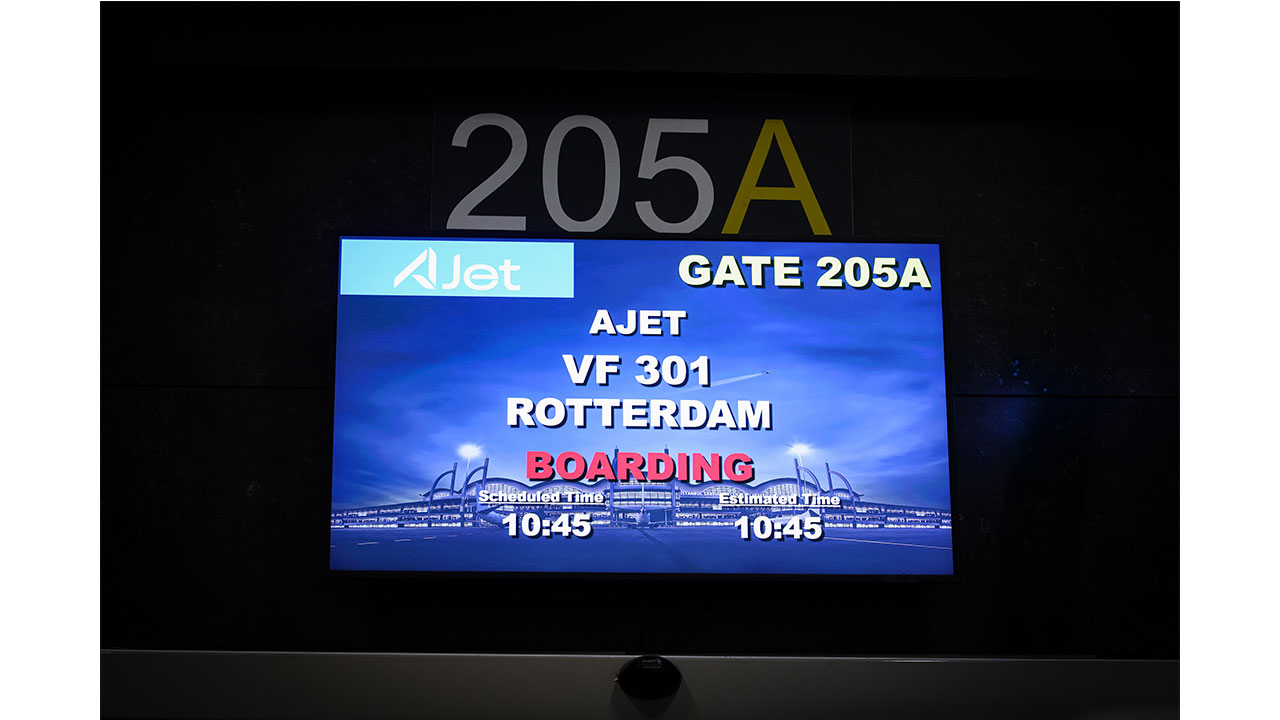 205A
AJet
GATE 205A
AJET
VF 301
ROTTERDAM
BOARDING
Scheduled Time
Estimated Time
10:45
10:45